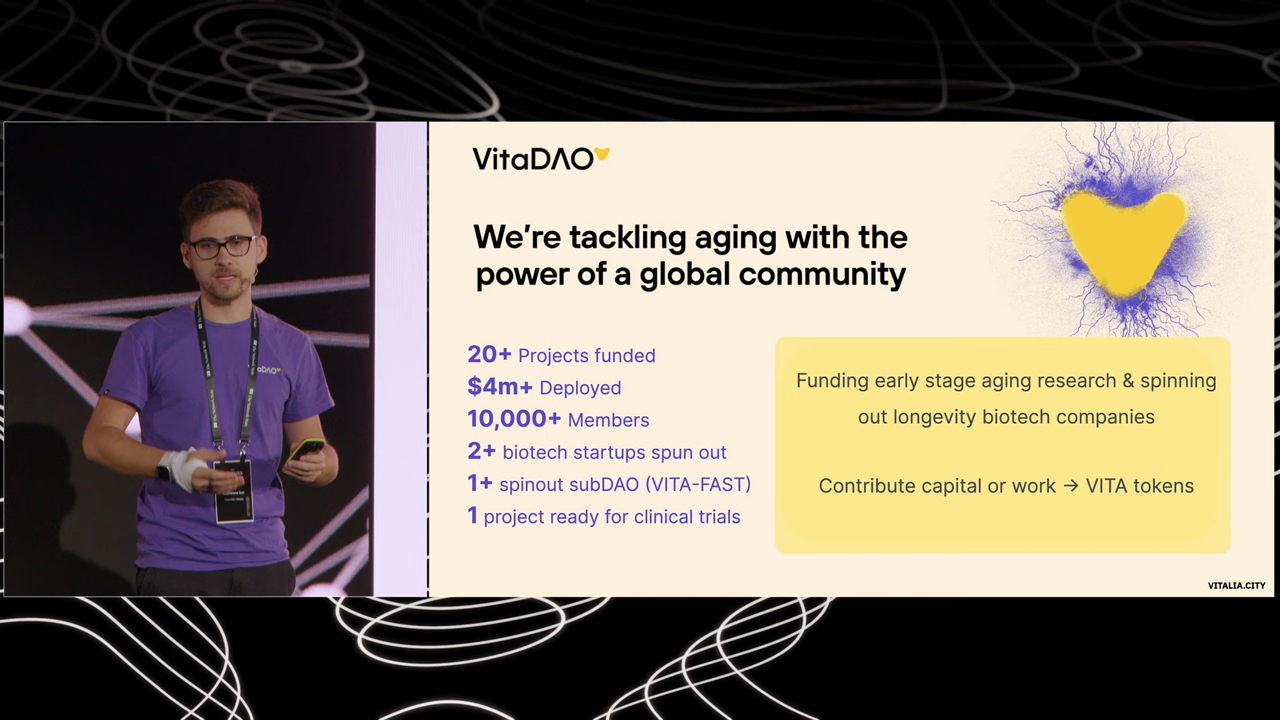 VitaDAO
We're tackling aging with the
power of a global community
20+ Projects funded
$4m+ Deployed
10,000+ Members
2+ biotech startups spun out
1+ spinout subDAO (VITA-FAST)
1 project ready for clinical trials
Funding early stage aging research & spinning
out longevity biotech companies
Contribute capital or work → VITA tokens
VITALIA.CITY